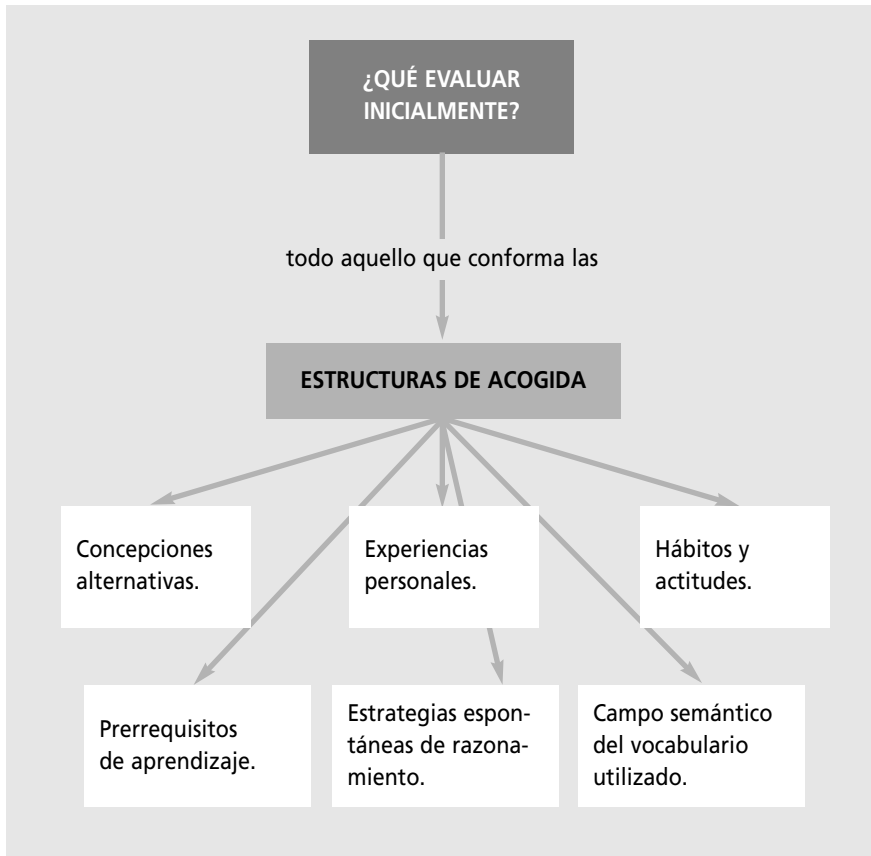 ¿QUÉ EVALUAR
INICIALMENTE?
todo aquello que conforma las
ESTRUCTURAS DE ACOGIDA
Concepciones
alternativas.
Experiencias
personales.
Hábitos y
actitudes.
Prerrequisitos
de aprendizaje.
Estrategias espon-
táneas de razona-
miento.
Campo semántico
del vocabulario
utilizado.